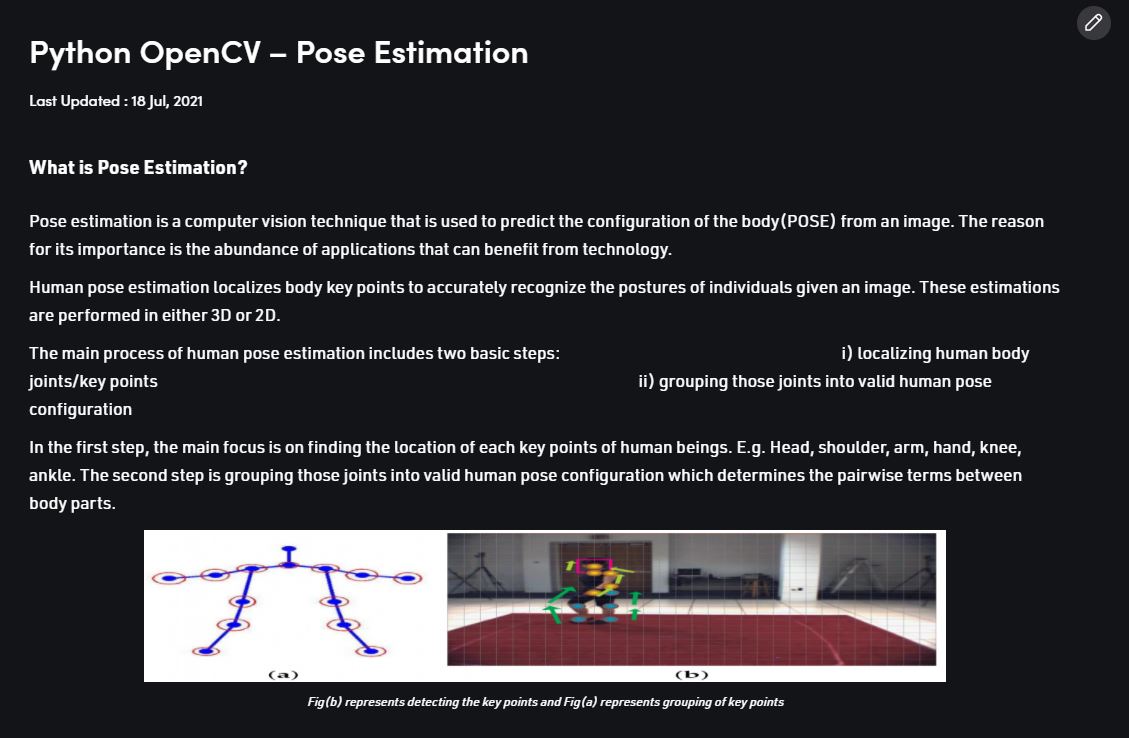 Python OpenCV – Pose Estimation
Last Updated : 18 Jul, 2021
What is Pose Estimation?
Pose estimation is a computer vision technique that is used to predict the configuration of the body(POSE) from an image. The reason
for its importance is the abundance of applications that can benefit from technology.
Human pose estimation localizes body key points to accurately recognize the postures of individuals given an image. These estimations
are performed in either 3D or 2D.
The main process of human pose estimation includes two basic steps: i) localizing human body
joints/key points ii) grouping those joints into valid human pose
configuration
In the first step, the main focus is on finding the location of each key points of human beings. E.g. Head, shoulder, arm, hand, knee,
ankle. The second step is grouping those joints into valid human pose configuration which determines the pairwise terms between
body parts.
(a) (b)
Fig(b) represents detecting the key points and Fig(a) represents grouping of key points